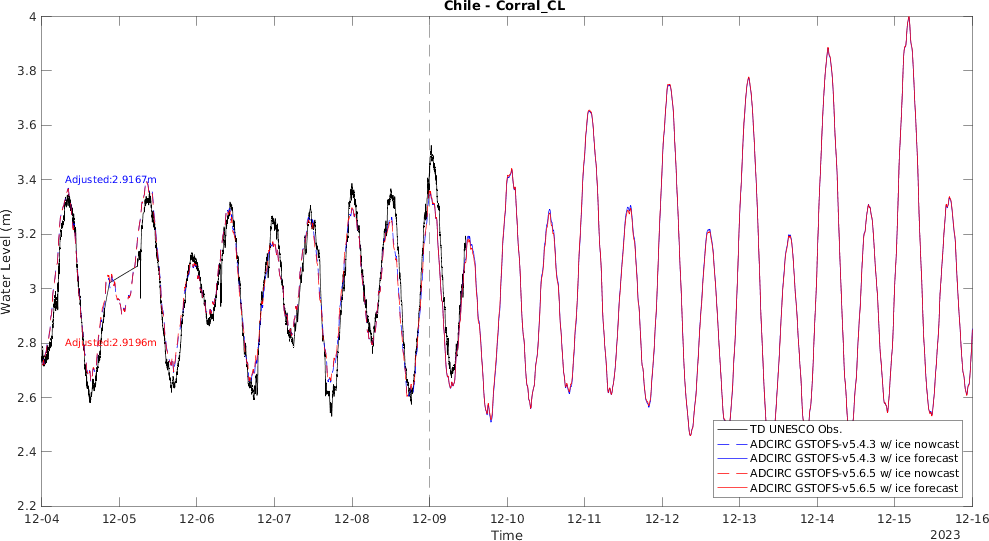 Chile - Corral_CL
4
3.8
3.6
3.4
3.2
3
2.8
2.6
2.4
2.2
Water Level (m)
Adjusted:2.9167m
Adjusted:2.9196m
TD UNESCO Obs.
ADCIRC GSTOFS-v5.4.3 w/ ice nowcast
ADCIRC GSTOFS-v5.4.3 w/ ice forecast
ADCIRC GSTOFS-v5.6.5 w/ ice nowcast
ADCIRC GSTOFS-v5.6.5 w/ ice forecast
12-04 12-05 12-06 12-07 12-08 12-09 12-10 12-11 12-12 12-13 12-14 12-15 12-16
Time
2023